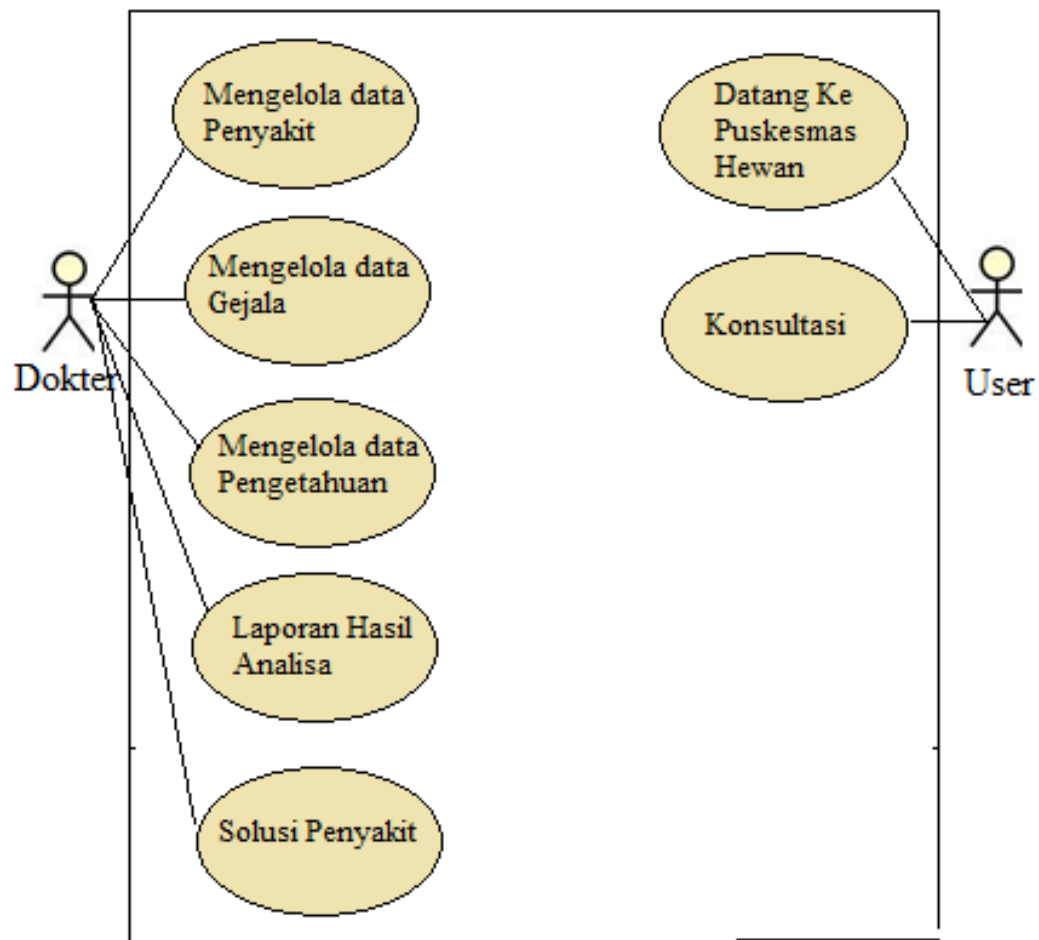 Mengelola data
Penyakit
Mengelola data
Gejala
Dokter
Mengelola data
Pengetahuan
Laporan Hasil
Analisa
Solusi Penyakit
Datang Ke
Puskesmas
Hewan
Konsultasi
User